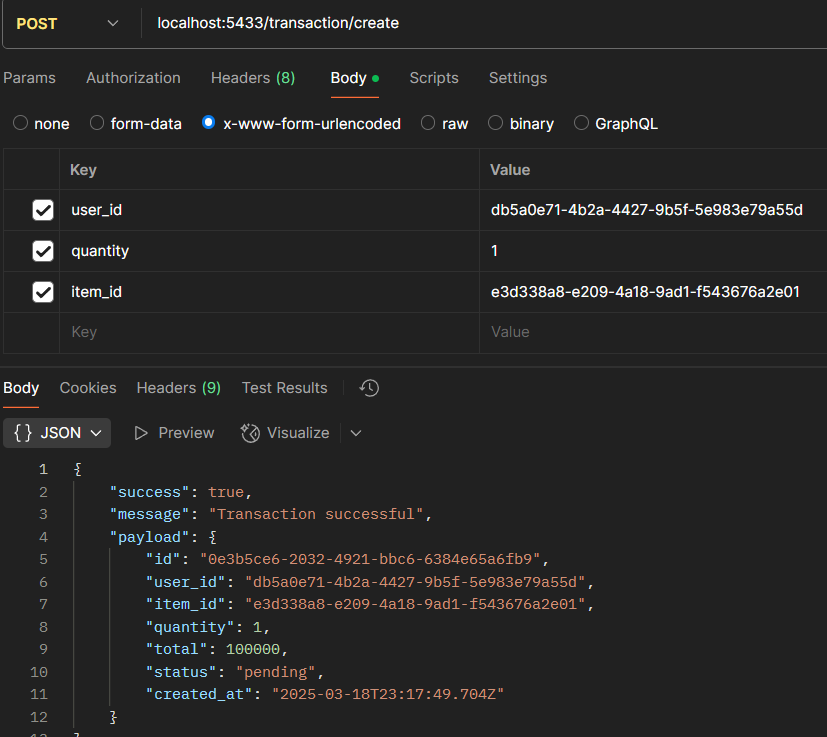 POST localhost:5433/transaction/create
Params Authorization Headers (8) Body Scripts Settings
none form-data x-www-form-urlencoded raw binary GraphQL
Key Value
user_id db5a0e71-4b2a-4427-9b5f-5e983e79a55d
quantity 1
item_id e3d338a8-e209-4a18-9ad1-f543676a2e01
Key Value
Body Cookies Headers (9) Test Results
{ } JSON Preview Visualize
1 {
2 "success": true,
3 "message": "Transaction successful",
4 "payload": {
5 "id": "0e3b5ce6-2032-4921-bbc6-6384e65a6fb9",
6 "user_id": "db5a0e71-4b2a-4427-9b5f-5e983e79a55d",
7 "item_id": "e3d338a8-e209-4a18-9ad1-f543676a2e01",
8 "quantity": 1,
9 "total": 100000,
10 "status": "pending",
11 "created_at": "2025-03-18T23:17:49.704Z"
12 }